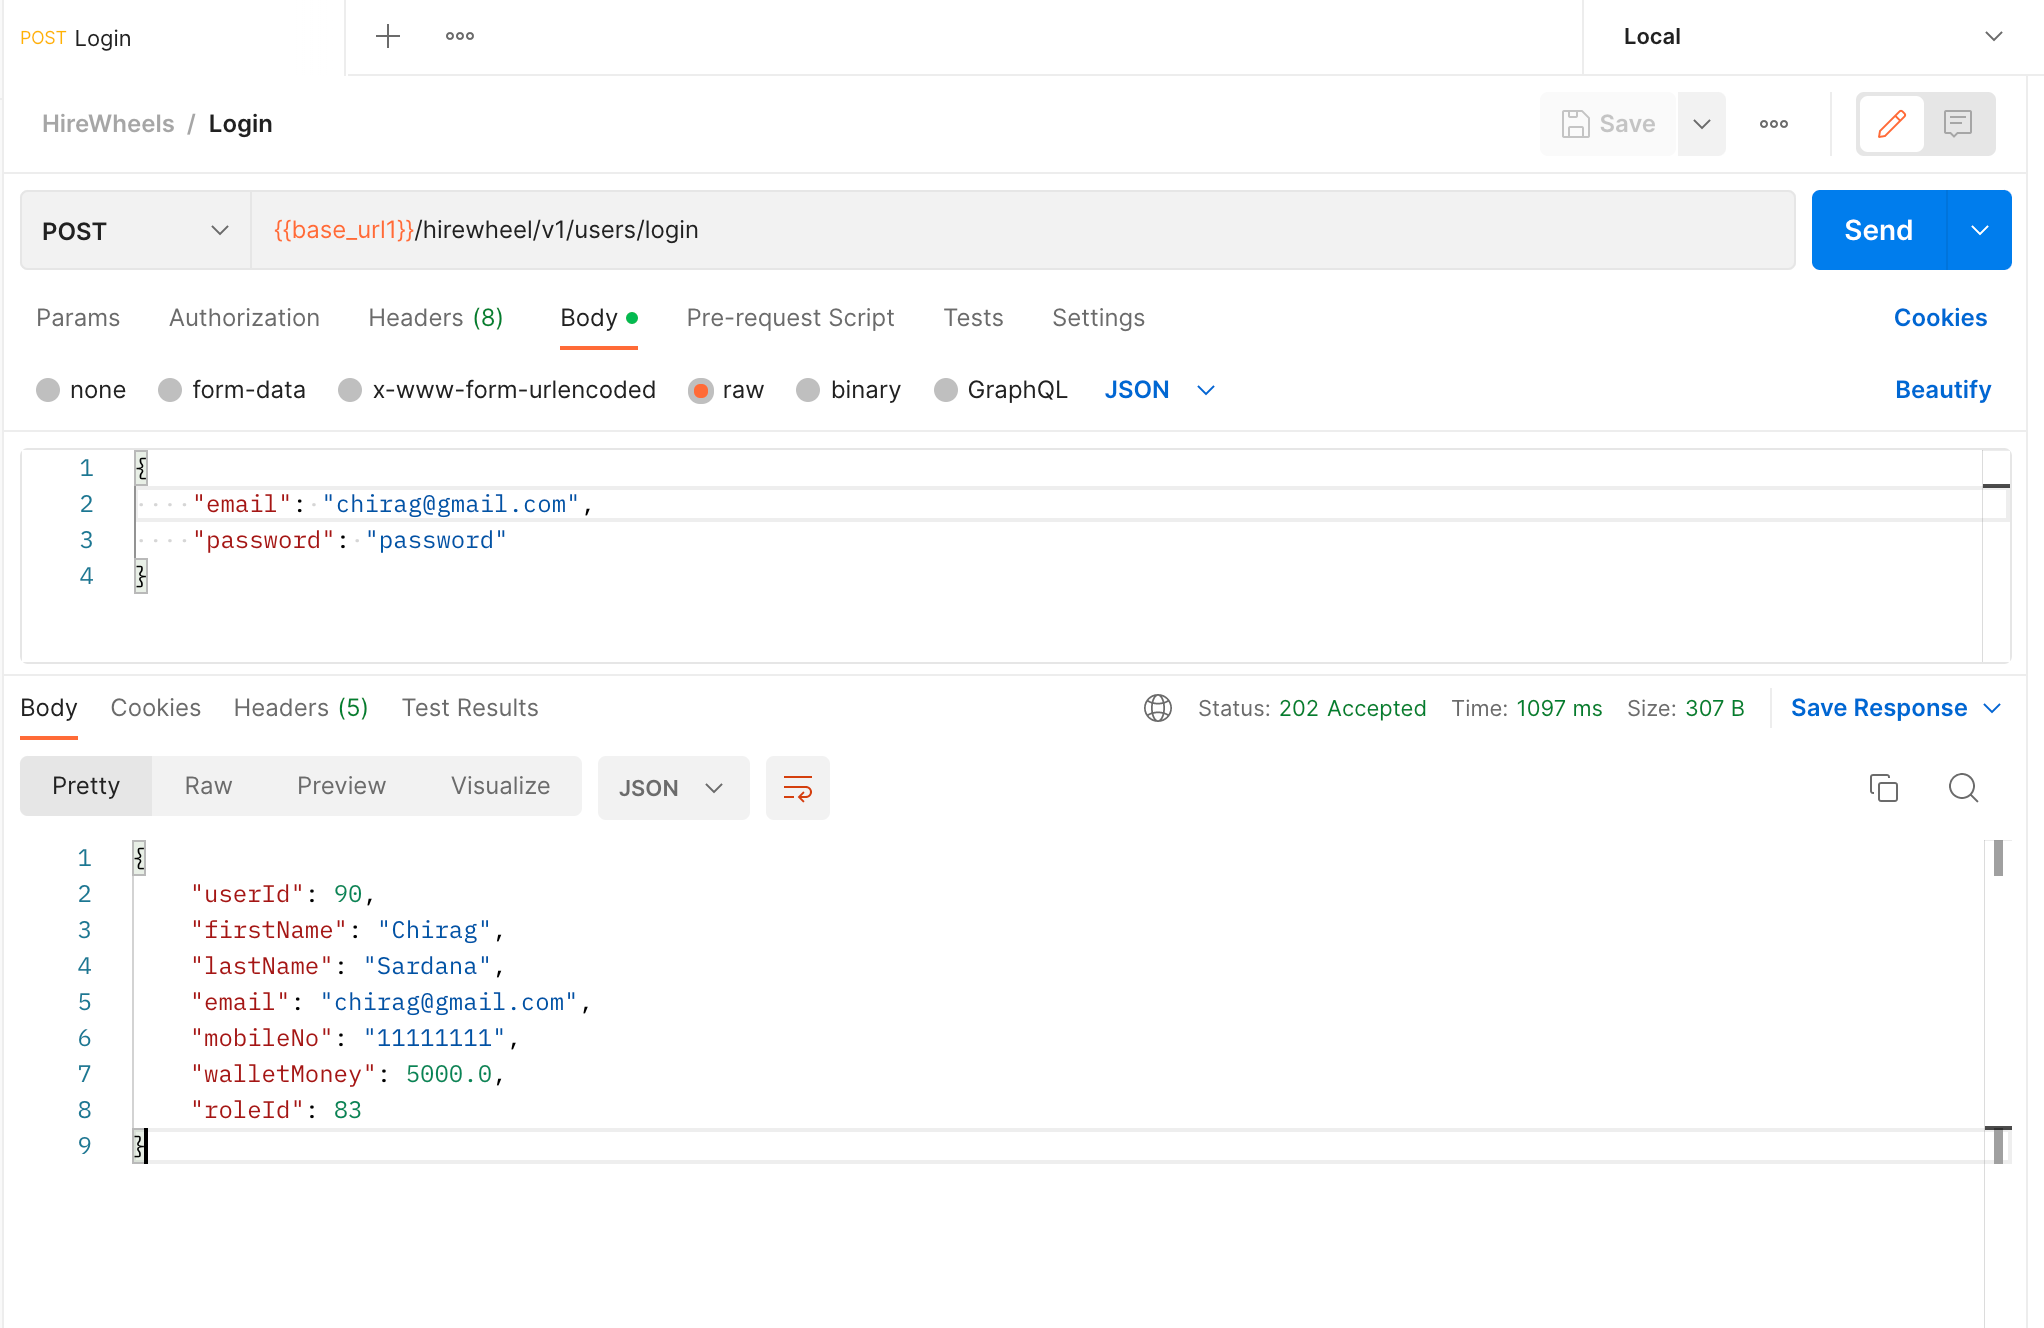 POST Login
Local
HireWheels / Login
Save
POST
{{base_url1}}/hirewheel/v1/users/login
Send
Params Authorization Headers (8) Body Pre-request Script Tests Settings Cookies
none form-data x-www-form-urlencoded raw binary GraphQL JSON Beautify
1 {
2 "email": "chirag@gmail.com",
3 "password": "password"
4 }
Body Cookies Headers (5) Test Results Status: 202 Accepted Time: 1097 ms Size: 307 B Save Response
Pretty Raw Preview Visualize JSON
1 {
2 "userId": 90,
3 "firstName": "Chirag",
4 "lastName": "Sardana",
5 "email": "chirag@gmail.com",
6 "mobileNo": "11111111",
7 "walletMoney": 5000.0,
8 "roleId": 83
9 }